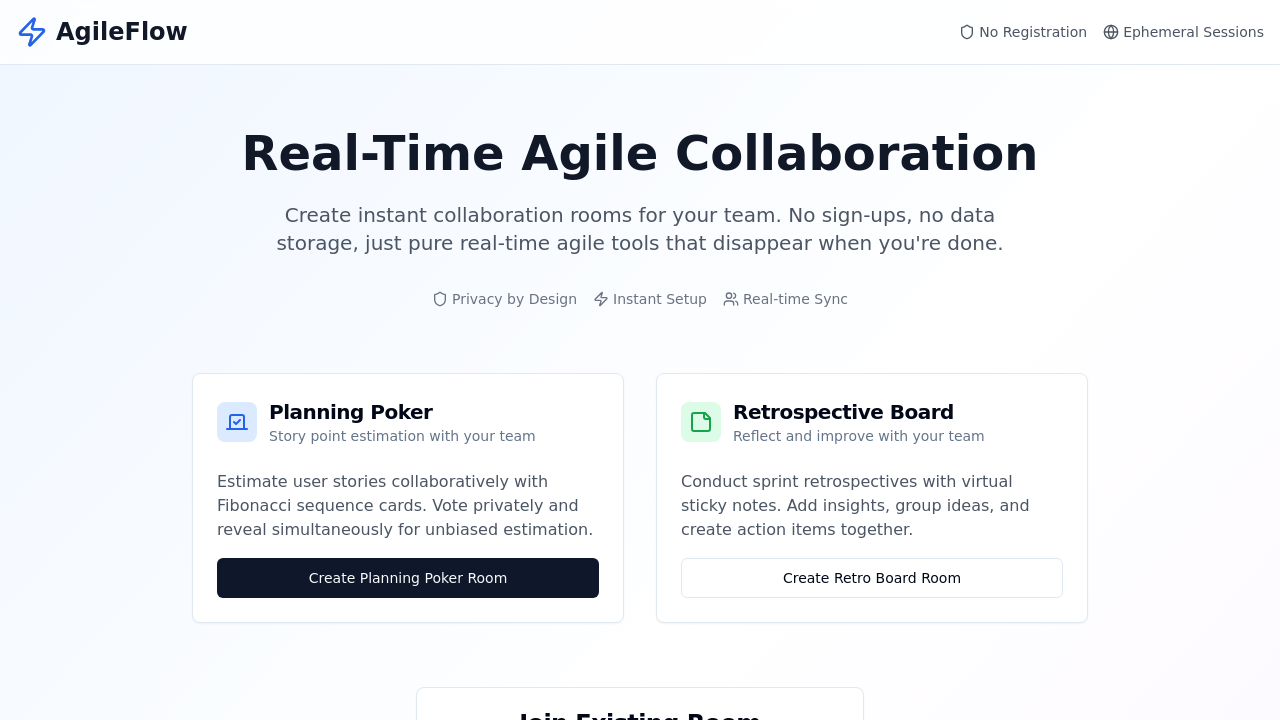 AgileFlow
No Registration
Ephemeral Sessions
Real-Time Agile Collaboration
Create instant collaboration rooms for your team. No sign-ups, no data
storage, just pure real-time agile tools that disappear when you're done.
Privacy by Design
Instant Setup
Real-time Sync
Planning Poker
Story point estimation with your team
Estimate user stories collaboratively with
Fibonacci sequence cards. Vote privately and
reveal simultaneously for unbiased estimation.
Create Planning Poker Room
Retrospective Board
Reflect and improve with your team
Conduct sprint retrospectives with virtual
sticky notes. Add insights, group ideas, and
create action items together.
Create Retro Board Room
Join Existing Room